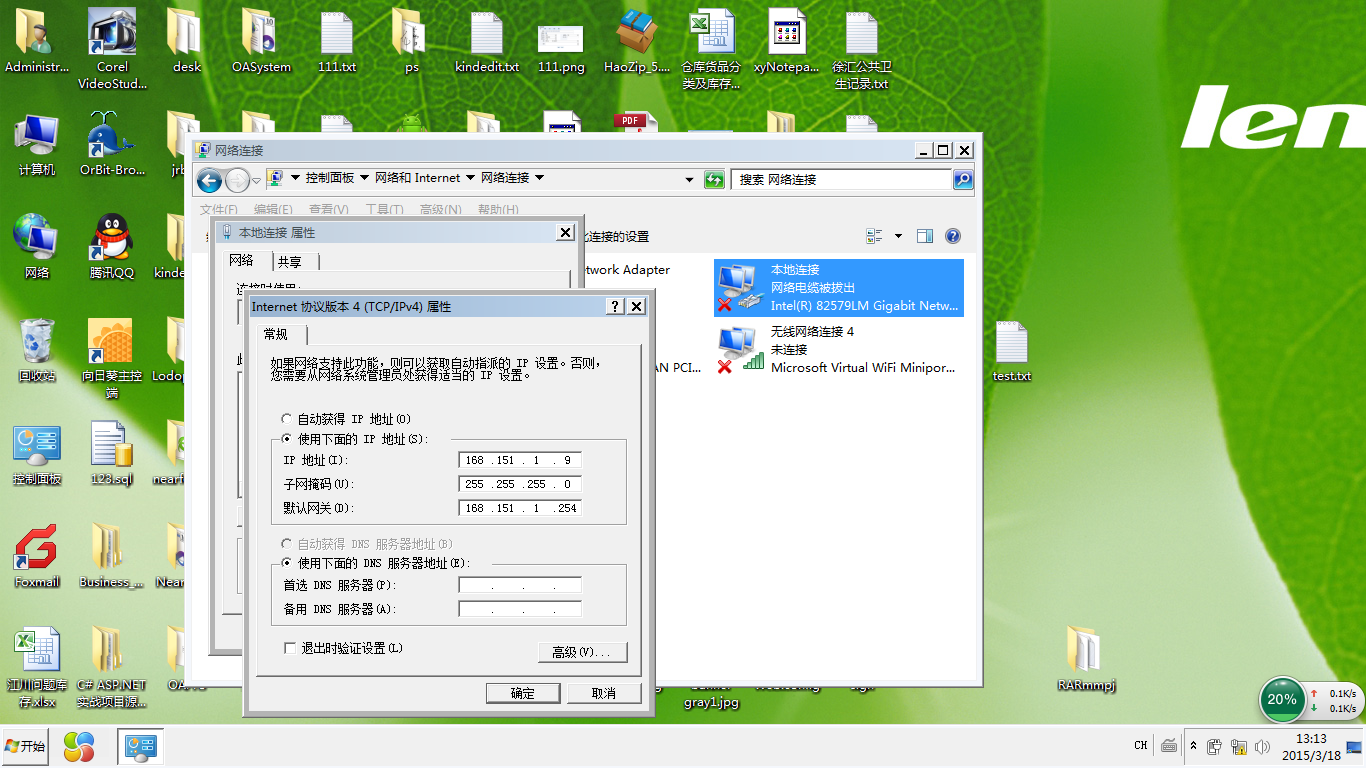 Administr...
Corel
VideoStud...
desk
OASystem
111.txt
ps
kindedit.txt
111.png
HaoZip_5....
仓库货品分
类及库存...
xyNotepa...
徐汇公共卫
生记录.txt
len
计算机
OrBit-Bro...
PDF
网络连接
控制面板
网络和 Internet
网络连接
搜索 网络连接
文件(F)
编辑(E)
查看(V)
工具(T)
高级(N)
帮助(H)
本地连接 属性
连接的设置
网络
共享
连接时使用:
twork Adapter
本地连接
网络电缆被拔出
Intel(R) 82579LM Gigabit Netw...
无线网络连接 4
未连接
AN PCI...
Microsoft Virtual WiFi Minipor...
网络
腾讯QQ
回收站
向日葵主控
端
控制面板
123.sql
Foxmail
Business_...
江川问题库
存.xlsx
C# ASP.NET
实战项目源...
test.txt
RARmmpj
gray1.jpg
Internet 协议版本 4 (TCP/IPv4) 属性
常规
如果网络支持此功能，则可以获取自动指派的 IP 设置。否则，
您需要从网络系统管理员处获得适当的 IP 设置。
自动获得 IP 地址(O)
使用下面的 IP 地址(S):
IP 地址(I): 168 .151 . 1 . 9
子网掩码(U): 255 .255 .255 . 0
默认网关(D): 168 .151 . 1 .254
自动获得 DNS 服务器地址(B)
使用下面的 DNS 服务器地址(E):
首选 DNS 服务器(P): . . .
备用 DNS 服务器(A): . . .
退出时验证设置(L)
高级(V)...
确定
取消
20%
0.1K/s
0.1K/s
开始
CH
13:13
2015/3/18